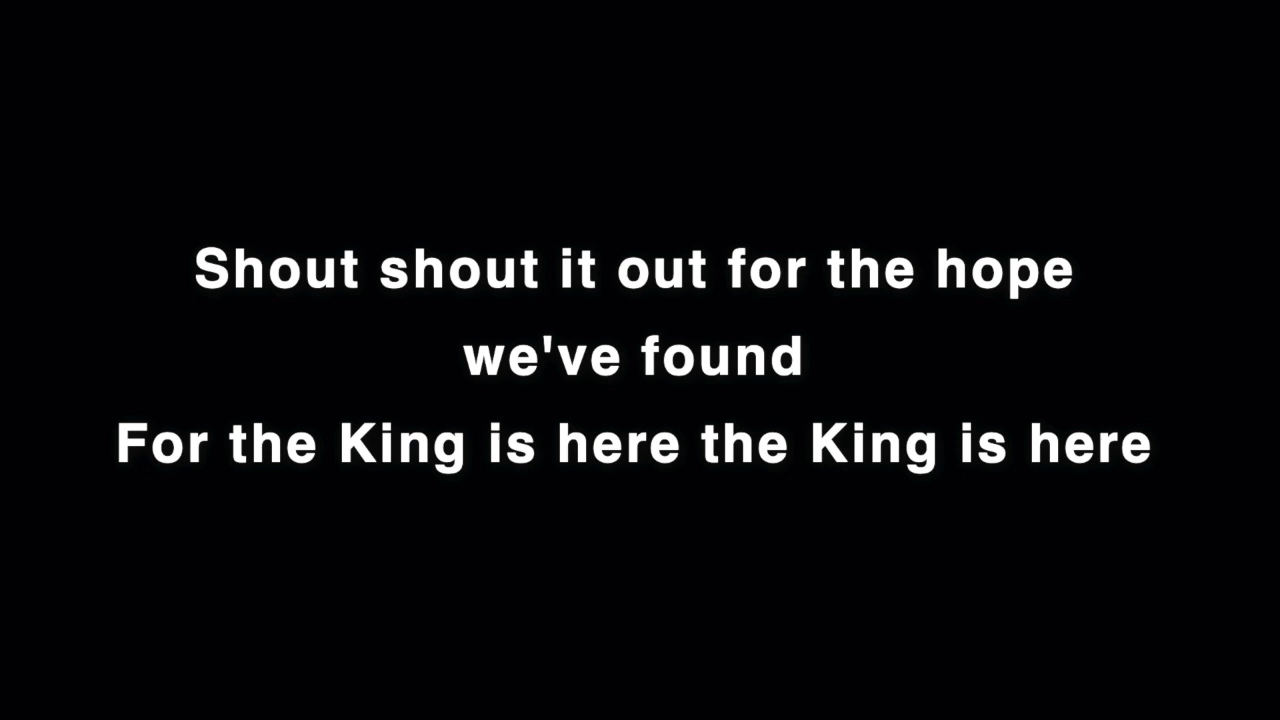 Shout shout it out for the hope
we've found
For the King is here the King is here